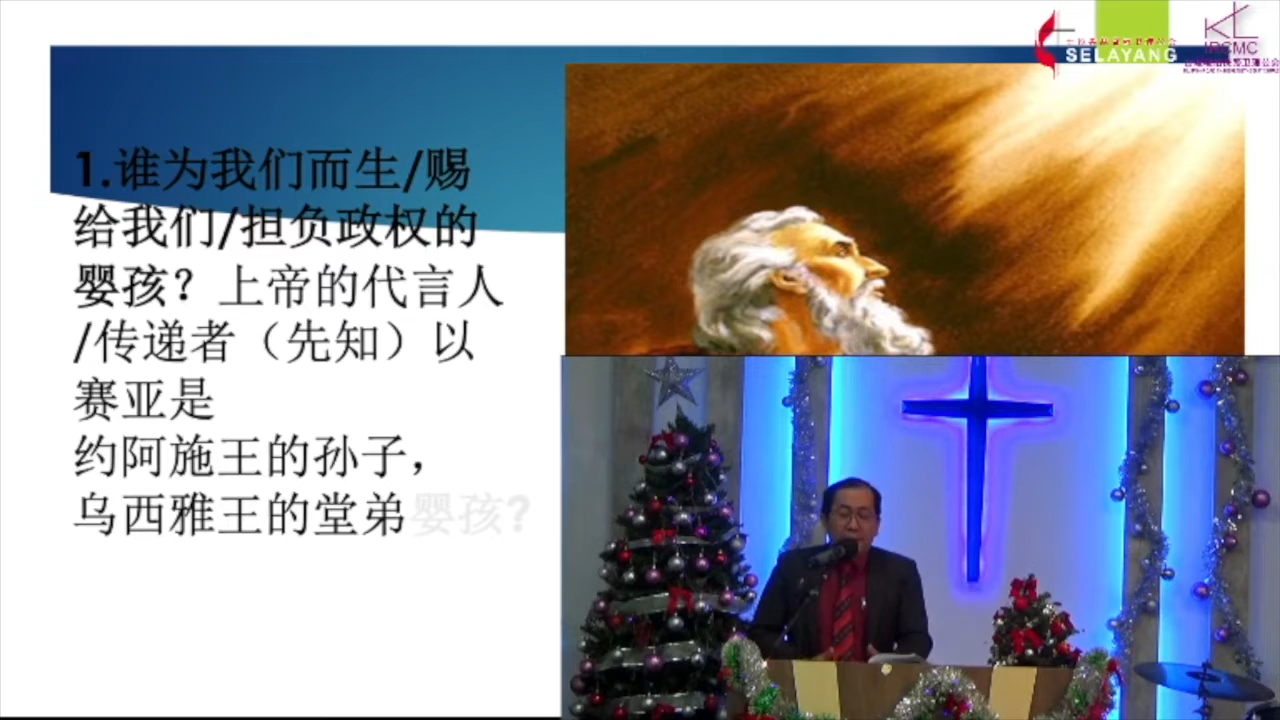 SELAYANG
1.谁为我们而生/赐
给我们/担负政权的
婴孩？上帝的代言人
/传递者（先知）以
赛亚是
约阿施王的孙子，
乌西雅王的堂弟
婴孩?